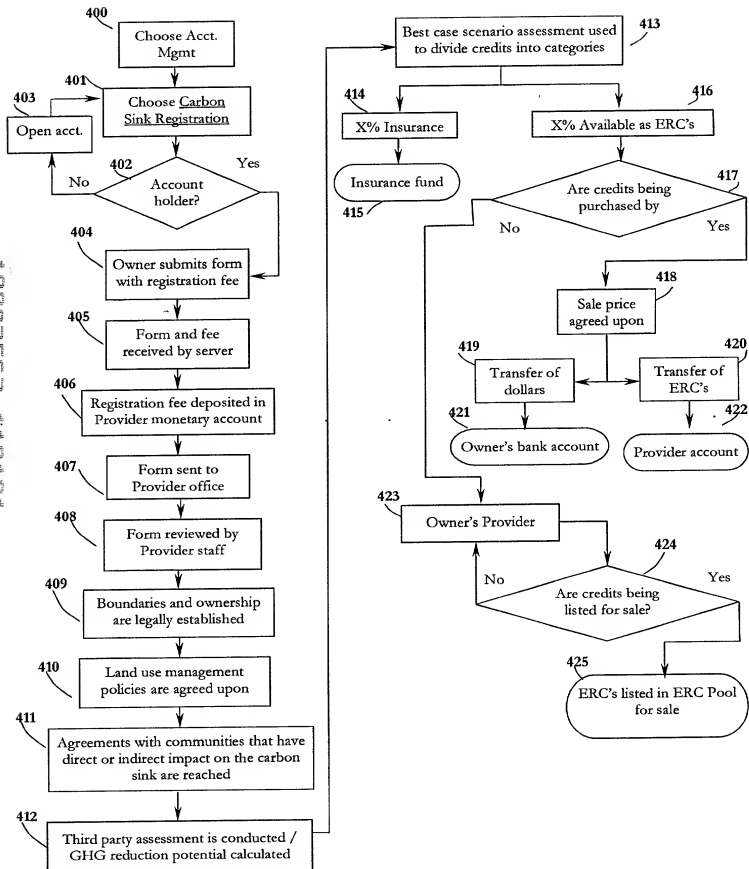 400
Choose Acct.
Mgmt
401
Choose Carbon
Sink Registration
403
Open acct.
402
No
Yes
Account
holder?
404
Owner submits form
with registration fee
405
Form and fee
received by server
406
Registration fee deposited in
Provider monetary account
407
Form sent to
Provider office
408
Form reviewed by
Provider staff
409
Boundaries and ownership
are legally established
410
Land use management
policies are agreed upon
411
Agreements with communities that have
direct or indirect impact on the carbon
sink are reached
412
Third party assessment is conducted /
GHG reduction potential calculated
413
Best case scenario assessment used
to divide credits into categories
414
X% Insurance
Insurance fund
415
416
X% Available as ERC's
417
Are credits being
purchased by
No
Yes
418
Sale price
agreed upon
419
Transfer of
dollars
420
Transfer of
ERC's
421
Owner's bank account
422
Provider account
423
Owner's Provider
424
No
Yes
Are credits being
listed for sale?
425
ERC's listed in ERC Pool
for sale